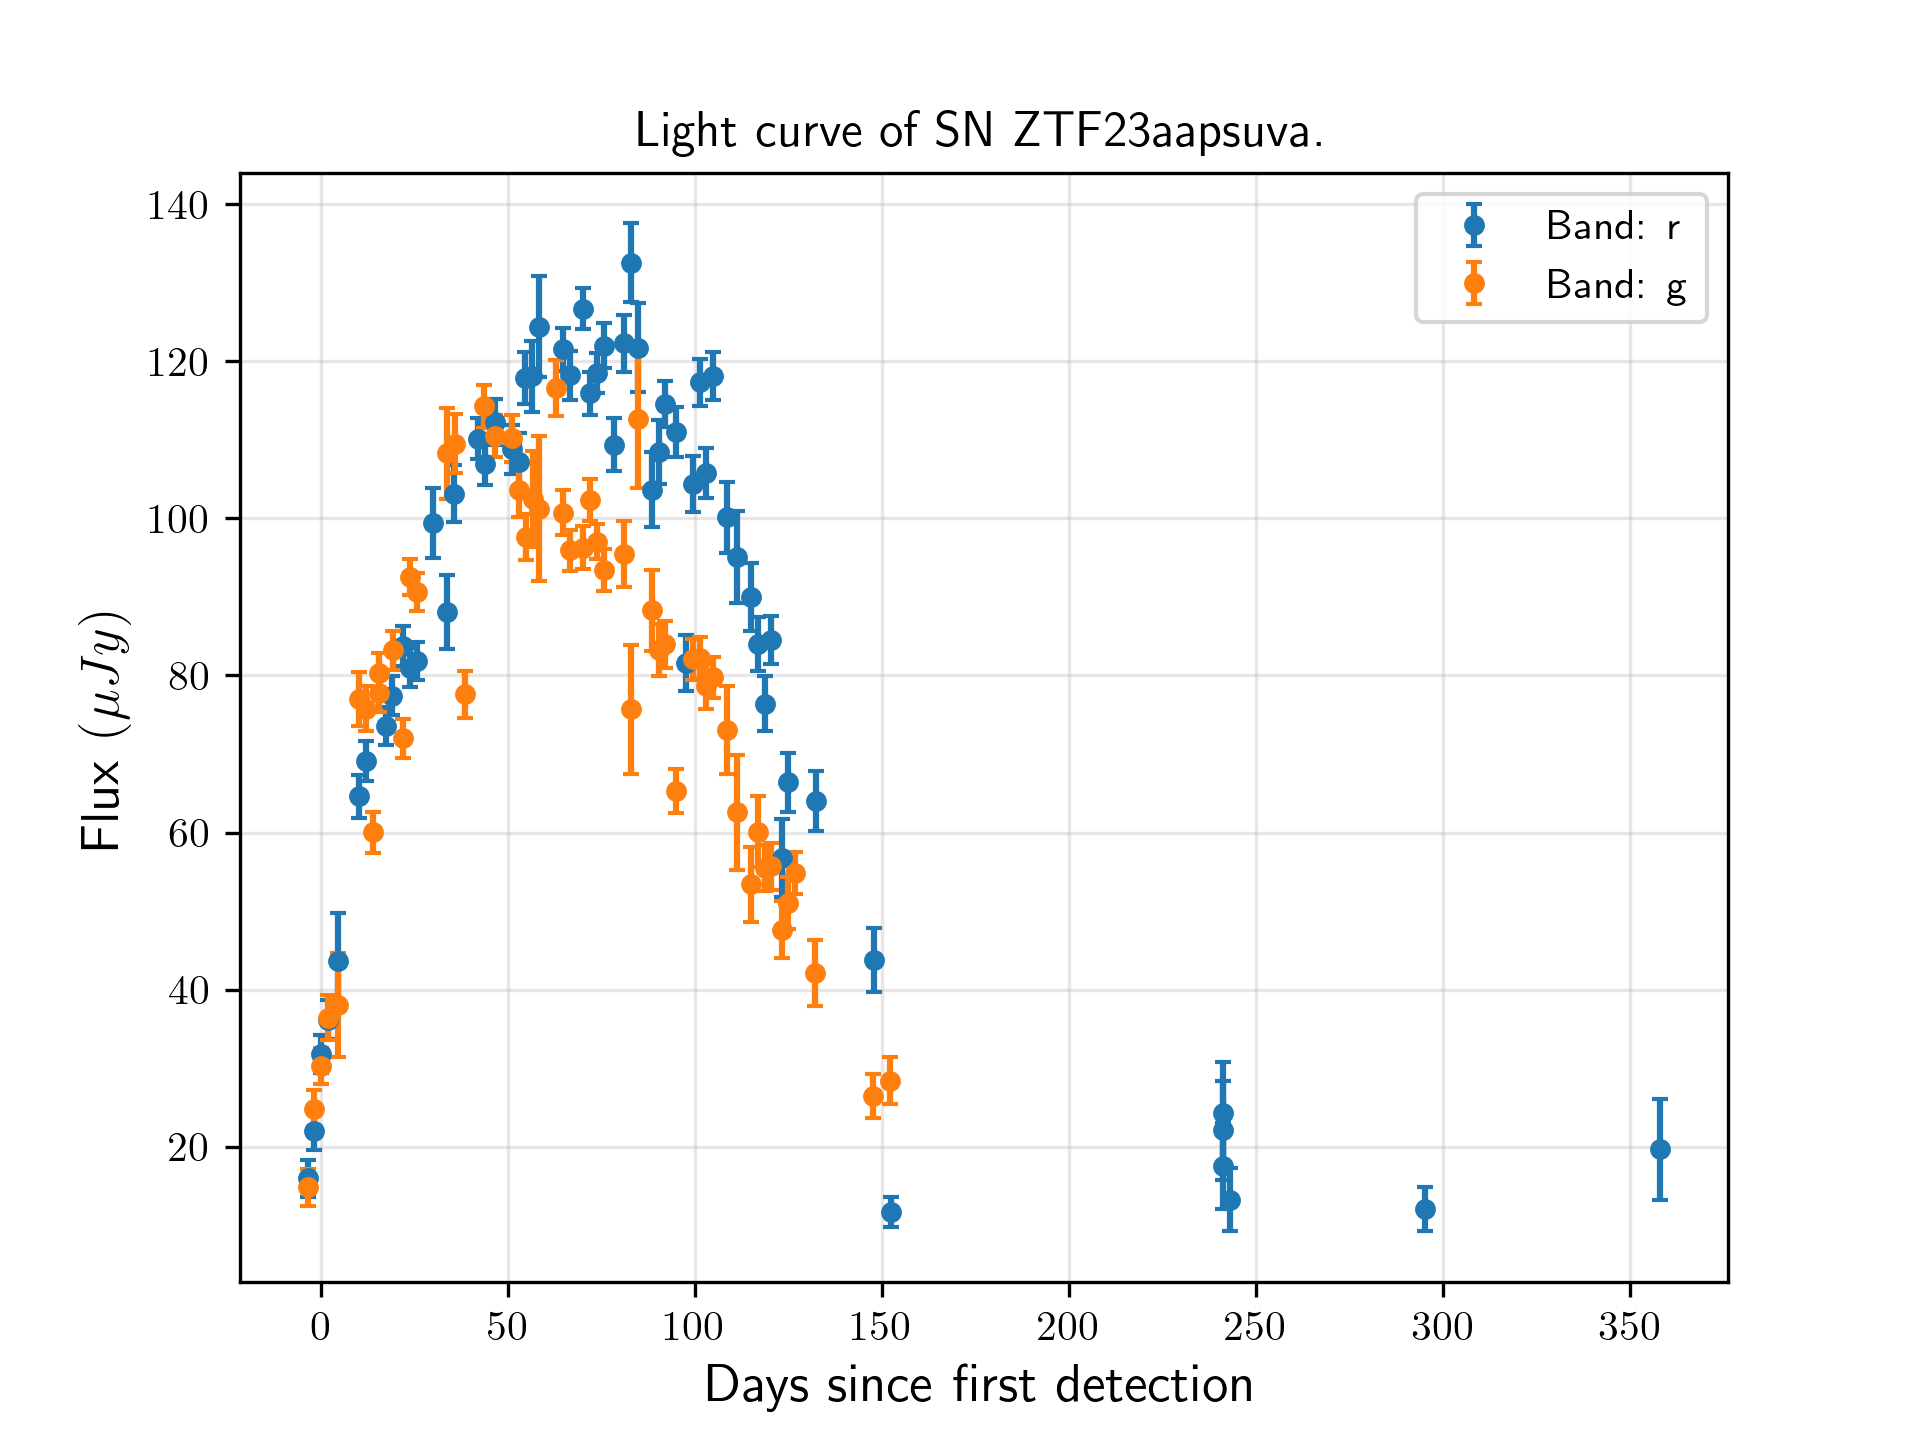 Light curve of SN ZTF23aapsuva.
140
120
100
80
60
40
20
Flux (μJy)
Band: r
Band: g
0 50 100 150 200 250 300 350
Days since first detection